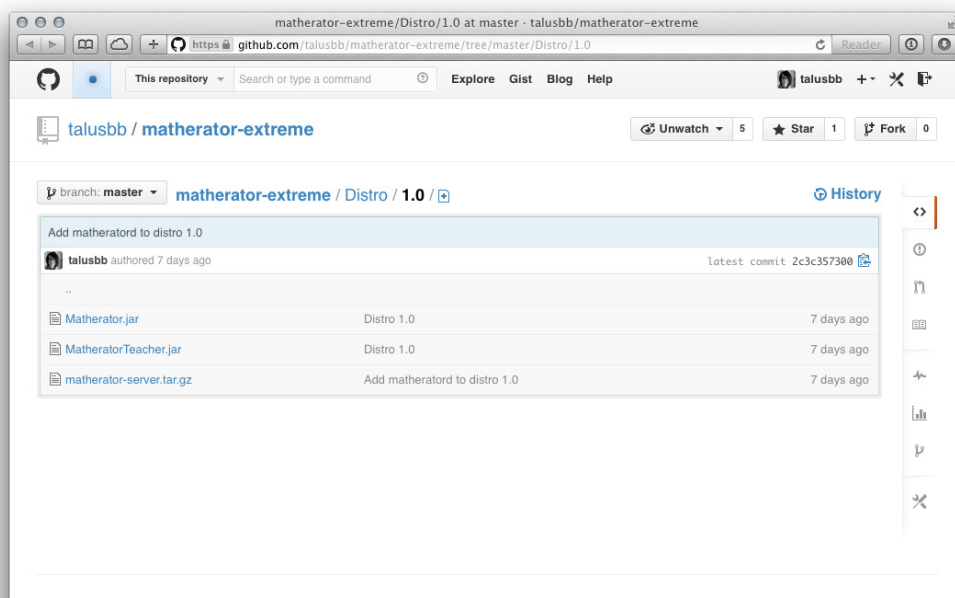 matherator-extreme/Distro/1.0 at master · talusbb/matherator-extreme
https github.com/talusbb/matherator-extreme/tree/master/Distro/1.0 Reader
This repository Search or type a command Explore Gist Blog Help talusbb
talusbb / matherator-extreme Unwatch 5 Star 1 Fork 0
branch: master matherator-extreme / Distro / 1.0 / History
Add matheratord to distro 1.0
talusbb authored 7 days ago latest commit 2c3c357300
..
Matherator.jar Distro 1.0 7 days ago
MatheratorTeacher.jar Distro 1.0 7 days ago
matherator-server.tar.gz Add matheratord to distro 1.0 7 days ago